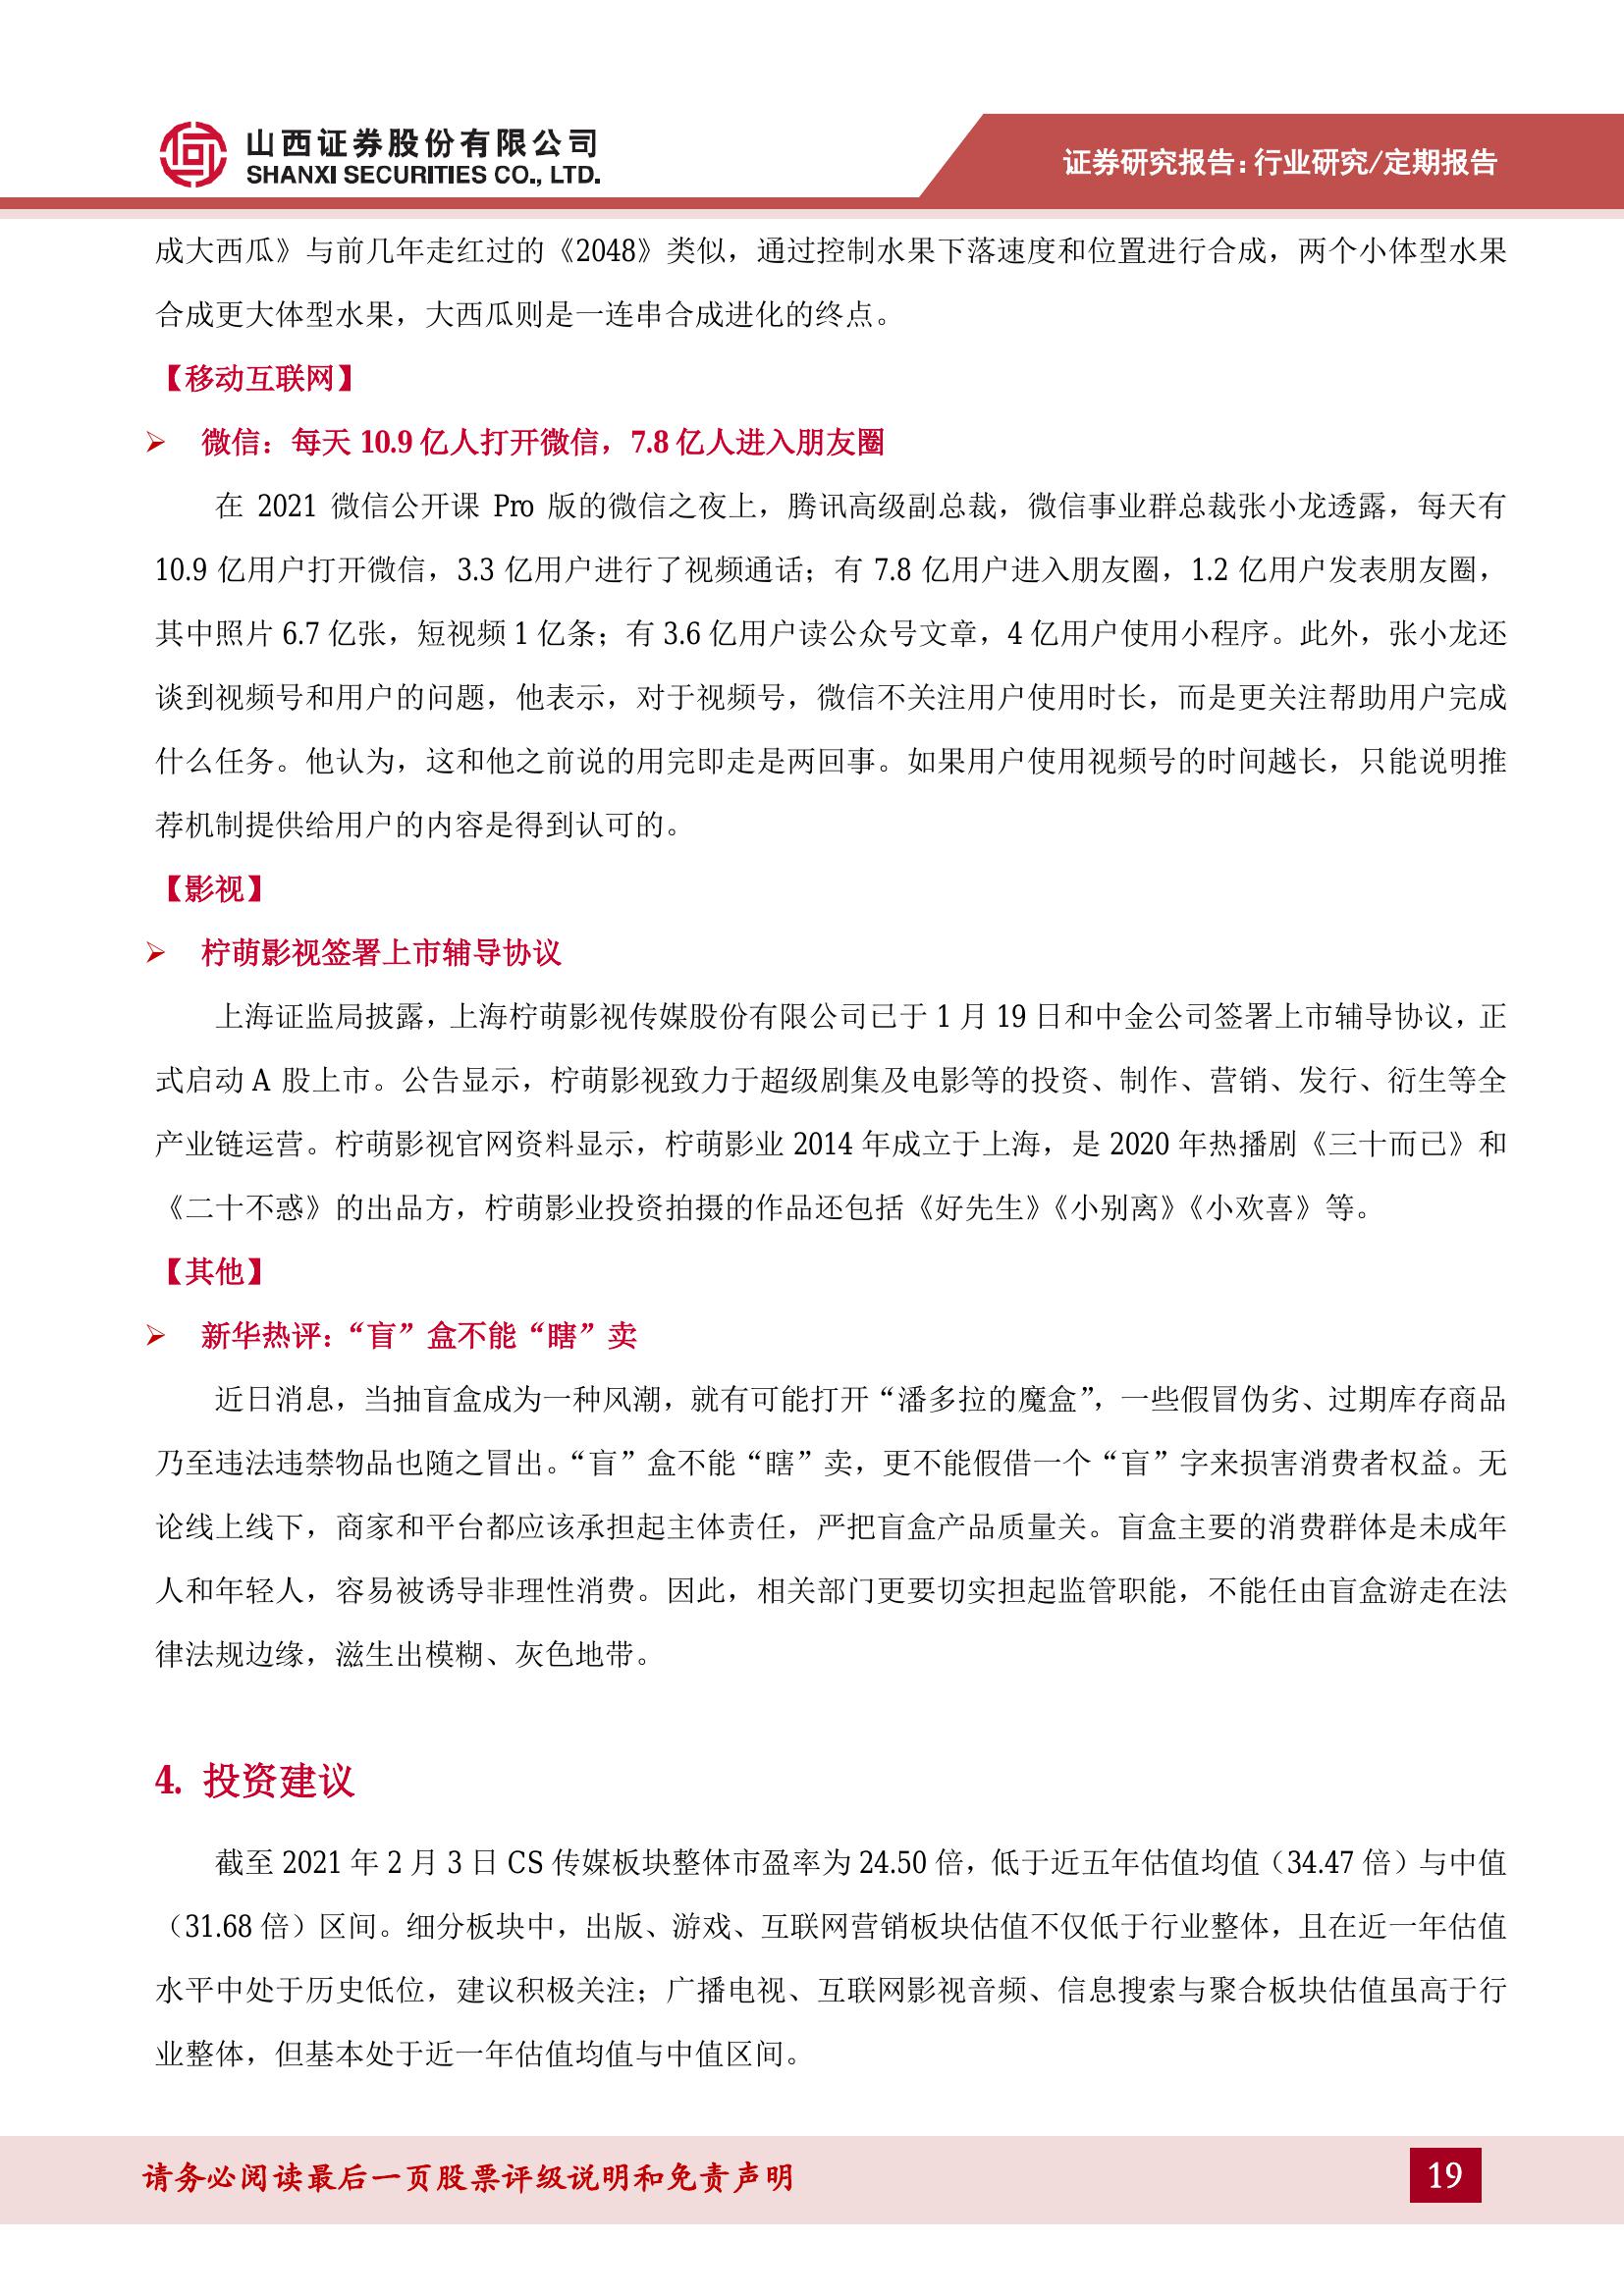 山西证券股份有限公司
SHANXI SECURITIES CO., LTD.
证券研究报告：行业研究/定期报告
成大西瓜》与前几年走红过的《2048》类似，通过控制水果下落速度和位置进行合成，两个小体型水果
合成更大体型水果，大西瓜则是一连串合成进化的终点。
【移动互联网】
➢ 微信：每天 10.9 亿人打开微信，7.8 亿人进入朋友圈
在 2021 微信公开课 Pro 版的微信之夜上，腾讯高级副总裁，微信事业群总裁张小龙透露，每天有
10.9 亿用户打开微信，3.3 亿用户进行了视频通话；有 7.8 亿用户进入朋友圈，1.2 亿用户发表朋友圈，
其中照片 6.7 亿张，短视频 1 亿条；有 3.6 亿用户读公众号文章，4 亿用户使用小程序。此外，张小龙还
谈到视频号和用户的问题，他表示，对于视频号，微信不关注用户使用时长，而是更关注帮助用户完成
什么任务。他认为，这和他之前说的用完即走是两回事。如果用户使用视频号的时间越长，只能说明推
荐机制提供给用户的内容是得到认可的。
【影视】
➢ 柠萌影视签署上市辅导协议
上海证监局披露，上海柠萌影视传媒股份有限公司已于 1 月 19 日和中金公司签署上市辅导协议，正
式启动 A 股上市。公告显示，柠萌影视致力于超级剧集及电影等的投资、制作、营销、发行、衍生等全
产业链运营。柠萌影视官网资料显示，柠萌影业 2014 年成立于上海，是 2020 年热播剧《三十而已》和
《二十不惑》的出品方，柠萌影业投资拍摄的作品还包括《好先生》《小别离》《小欢喜》等。
【其他】
➢ 新华热评：“盲”盒不能“瞎”卖
近日消息，当抽盲盒成为一种风潮，就有可能打开“潘多拉的魔盒”，一些假冒伪劣、过期库存商品
乃至违法违禁物品也随之冒出。“盲”盒不能“瞎”卖，更不能假借一个“盲”字来损害消费者权益。无
论线上线下，商家和平台都应该承担起主体责任，严把盲盒产品质量关。盲盒主要的消费群体是未成年
人和年轻人，容易被诱导非理性消费。因此，相关部门更要切实担起监管职能，不能任由盲盒游走在法
律法规边缘，滋生出模糊、灰色地带。
4. 投资建议
截至 2021 年 2 月 3 日 CS 传媒板块整体市盈率为 24.50 倍，低于近五年估值均值（34.47 倍）与中值
（31.68 倍）区间。细分板块中，出版、游戏、互联网营销板块估值不仅低于行业整体，且在近一年估值
水平中处于历史低位，建议积极关注；广播电视、互联网影视音频、信息搜索与聚合板块估值虽高于行
业整体，但基本处于近一年估值均值与中值区间。
请务必阅读最后一页股票评级说明和免责声明
19